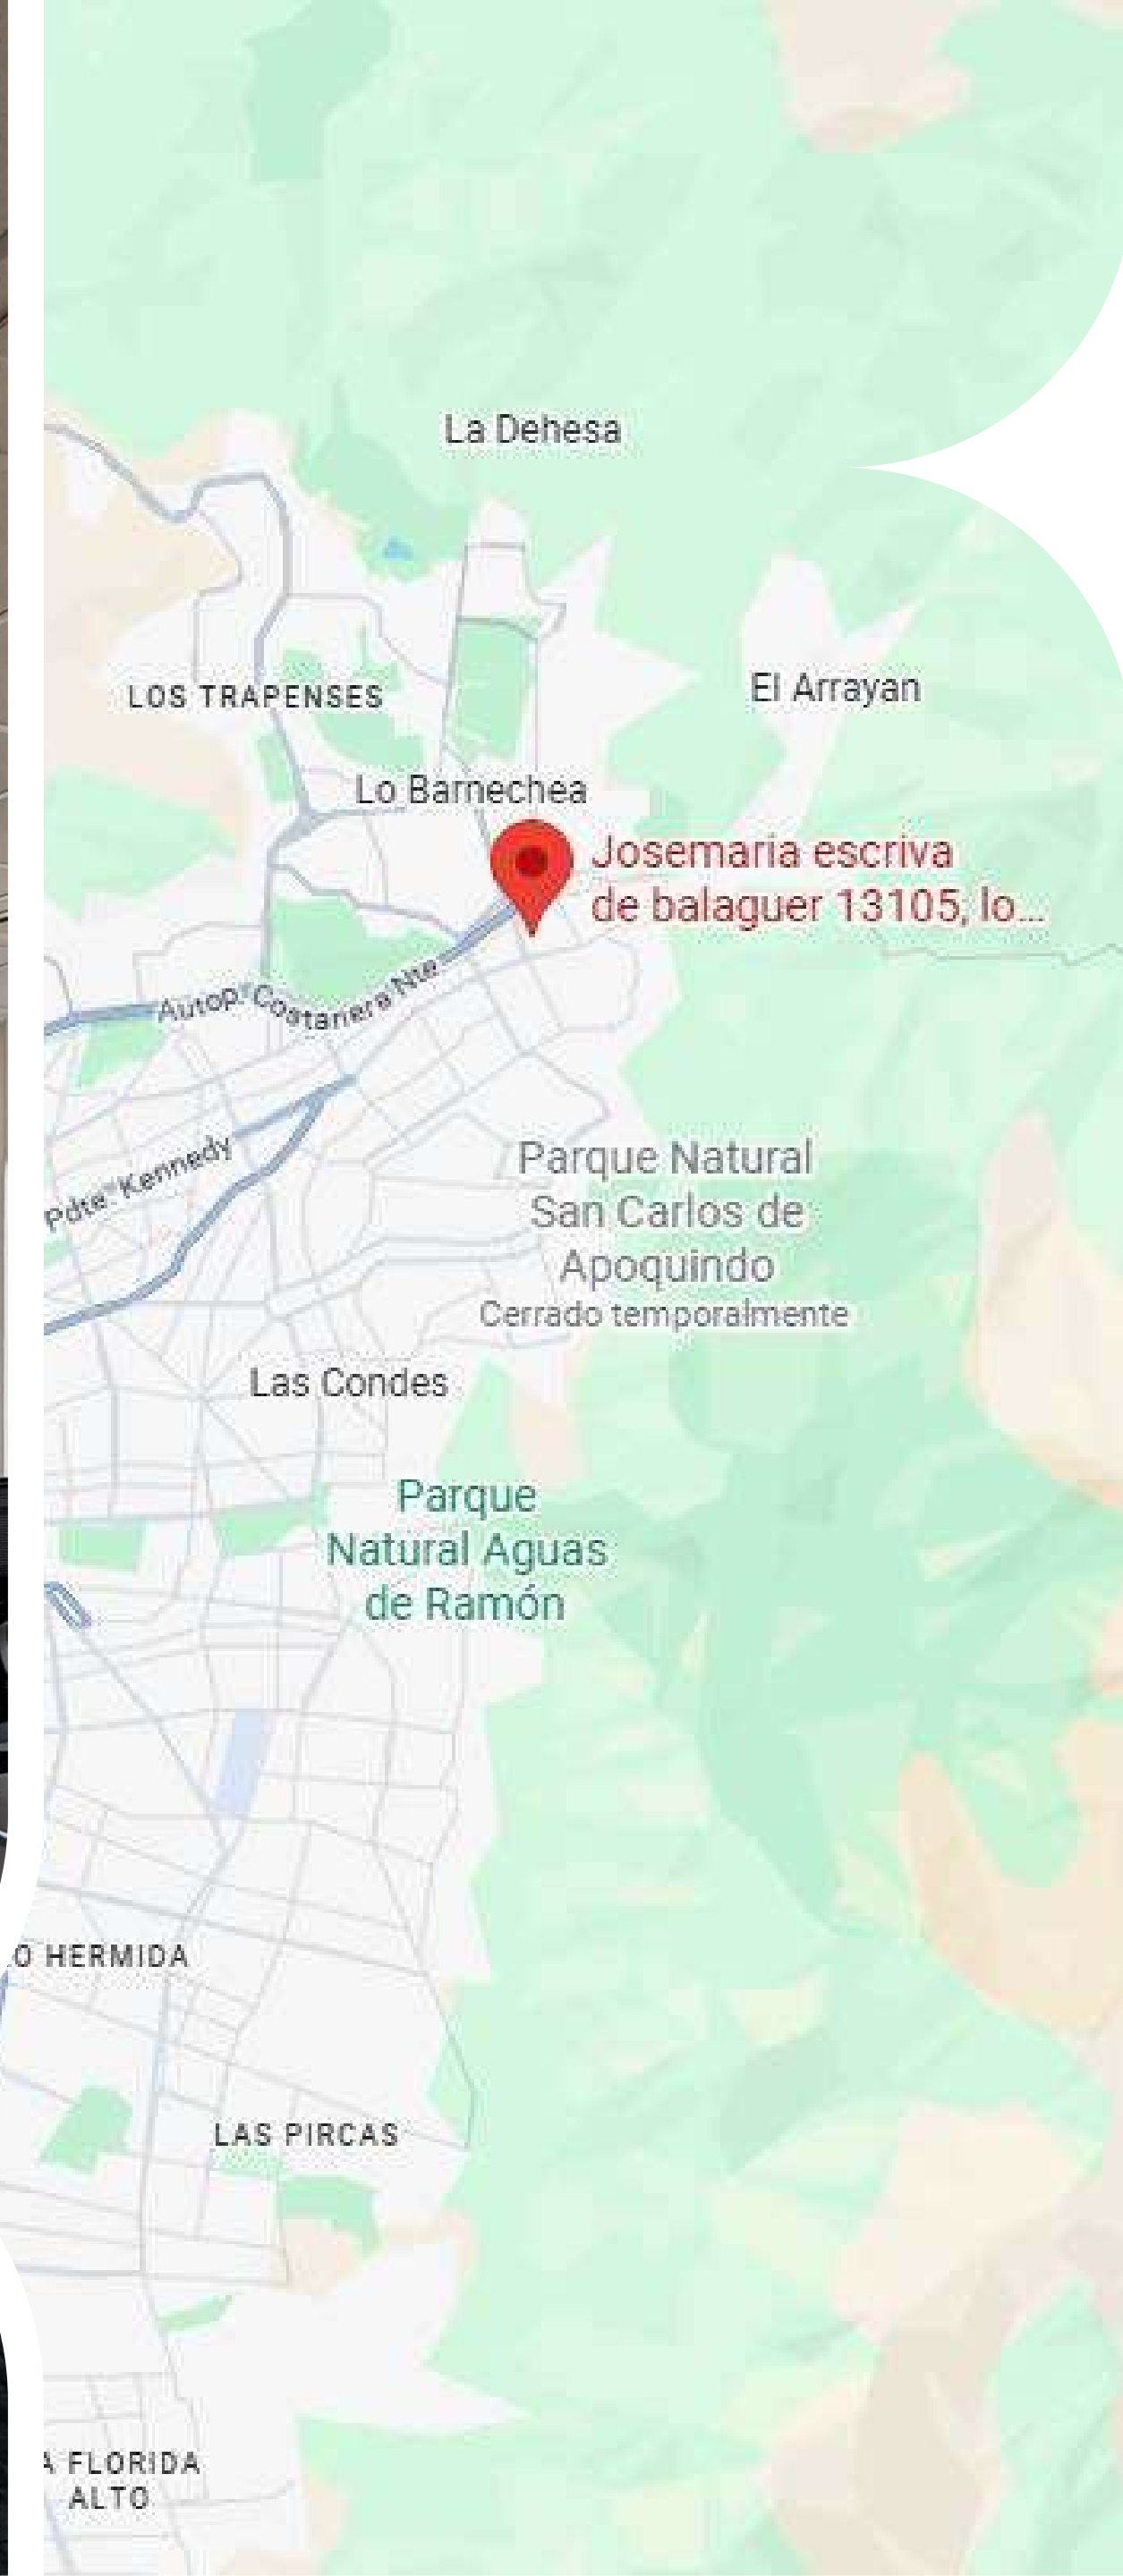 La Dehesa
LOS TRAPENSES
El Arrayan
Lo Barnechea
Josemaria escriva
de balaguer 13105, lo...
Autop. Costanera Nte
Pdte. Kennedy
Parque Natural
San Carlos de
Apoquindo
Cerrado temporalmente
Las Condes
Parque
Natural Aguas
de Ramón
O HERMIDA
LAS PIRCAS
A FLORIDA
ALTO